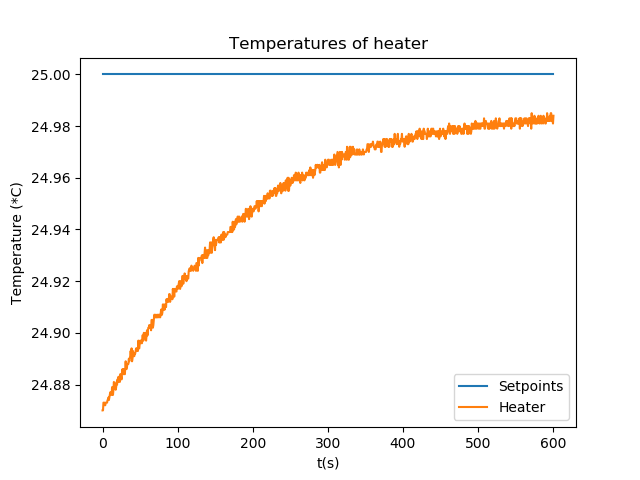 Temperatures of heater
Temperature (*C)
25.00
24.98
24.96
24.94
24.92
24.90
24.88
0
100
200
300
400
500
600
t(s)
Setpoints
Heater